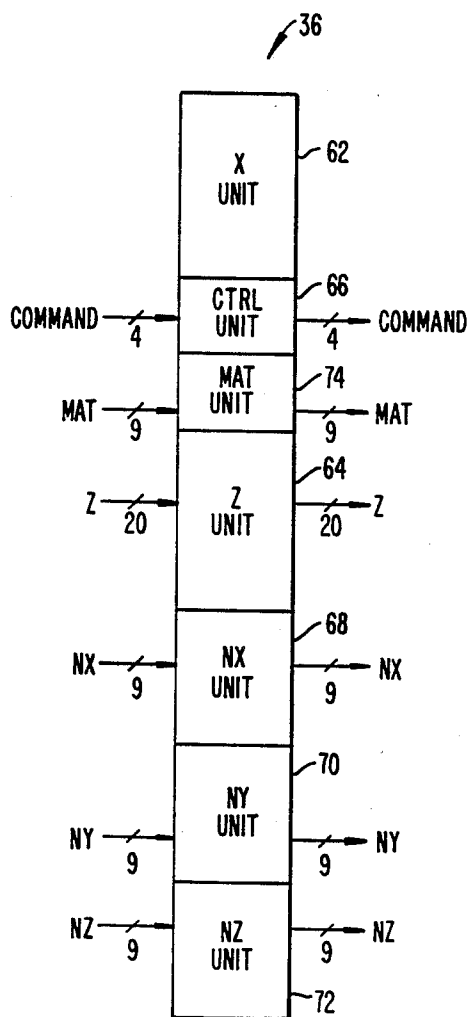 36
X
UNIT
62
CTRL
UNIT
66
COMMAND
4
COMMAND
4
MAT
UNIT
74
MAT
9
MAT
9
64
Z
UNIT
Z
20
Z
20
68
NX
UNIT
NX
9
NX
9
70
NY
UNIT
NY
9
NY
9
NZ
UNIT
NZ
9
NZ
9
72